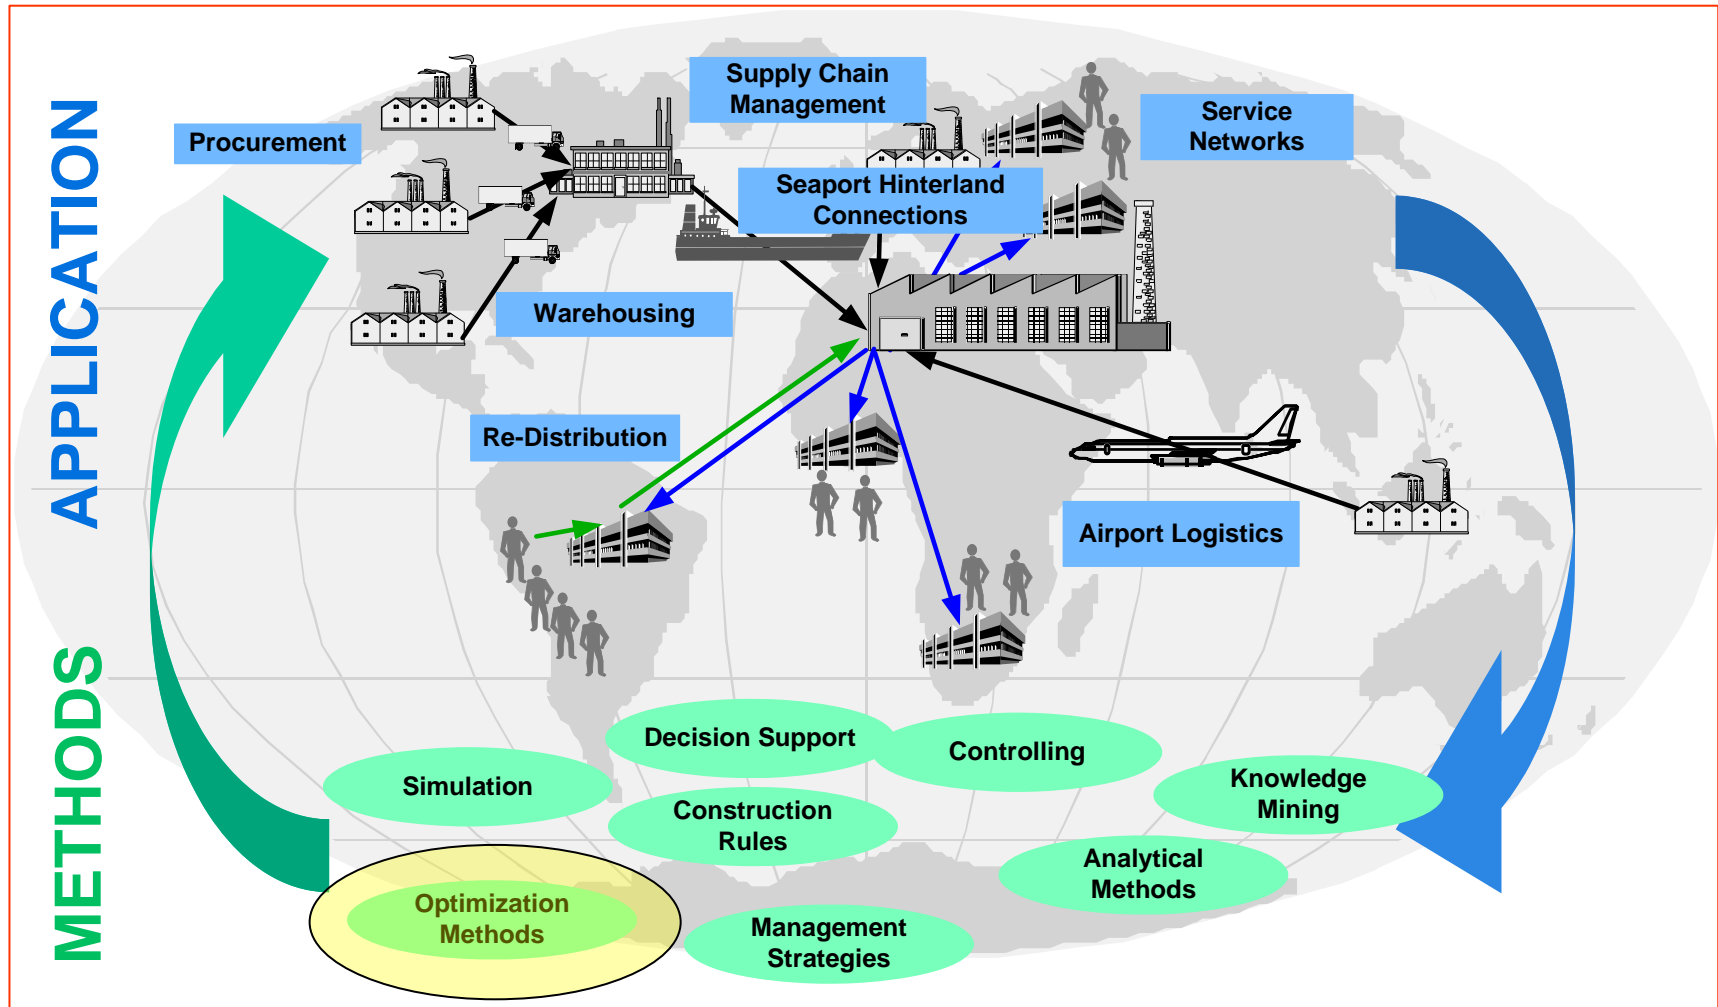 APPLICATION
METHODS
Procurement
Supply Chain
Management
Service
Networks
Seaport Hinterland
Connections
Warehousing
Re-Distribution
Airport Logistics
Decision Support
Controlling
Simulation
Knowledge
Mining
Construction
Rules
Analytical
Methods
Optimization
Methods
Management
Strategies